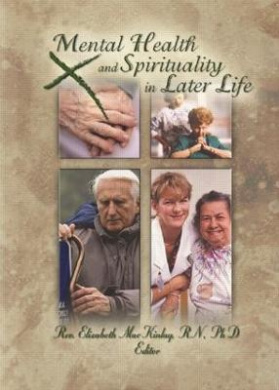 Mental Health
and Spirituality
in Later Life
Rev. Elizabeth MacKinlay, RN, PhD
Editor